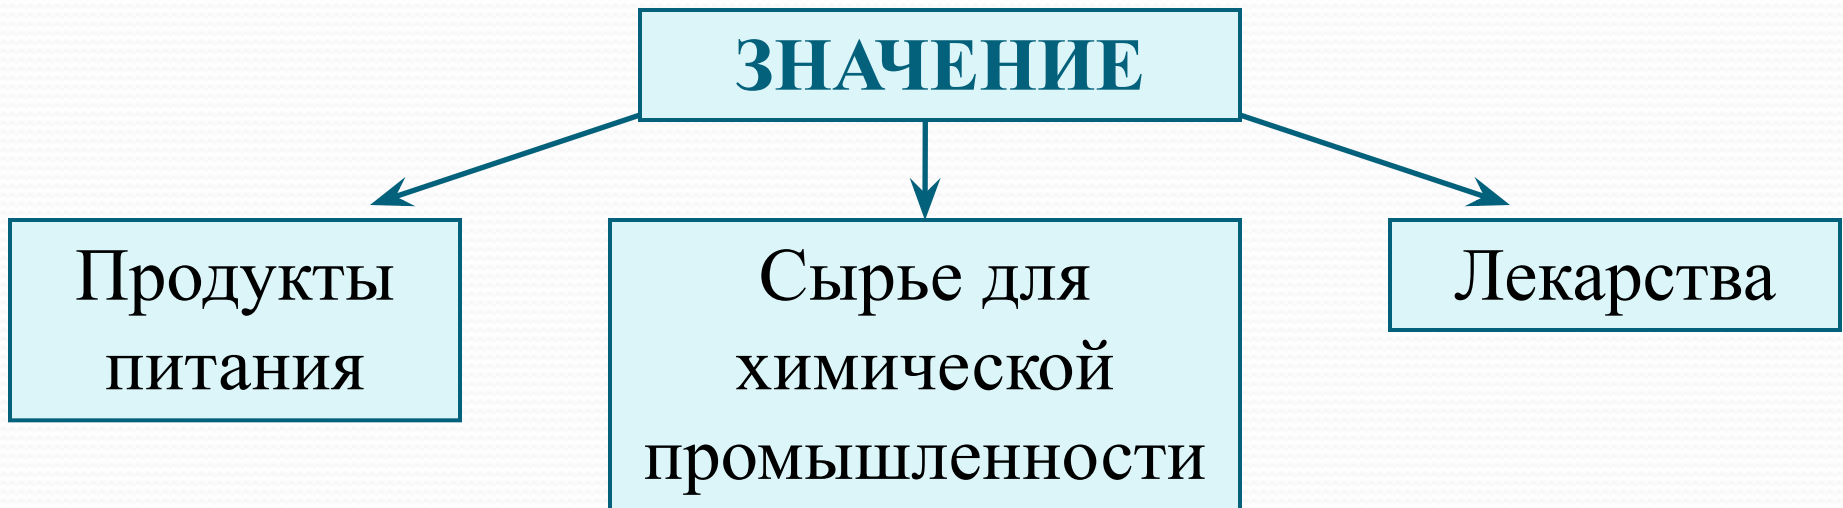 ЗНАЧЕНИЕ
Продукты
питания
Сырье для
химической
промышленности
Лекарства